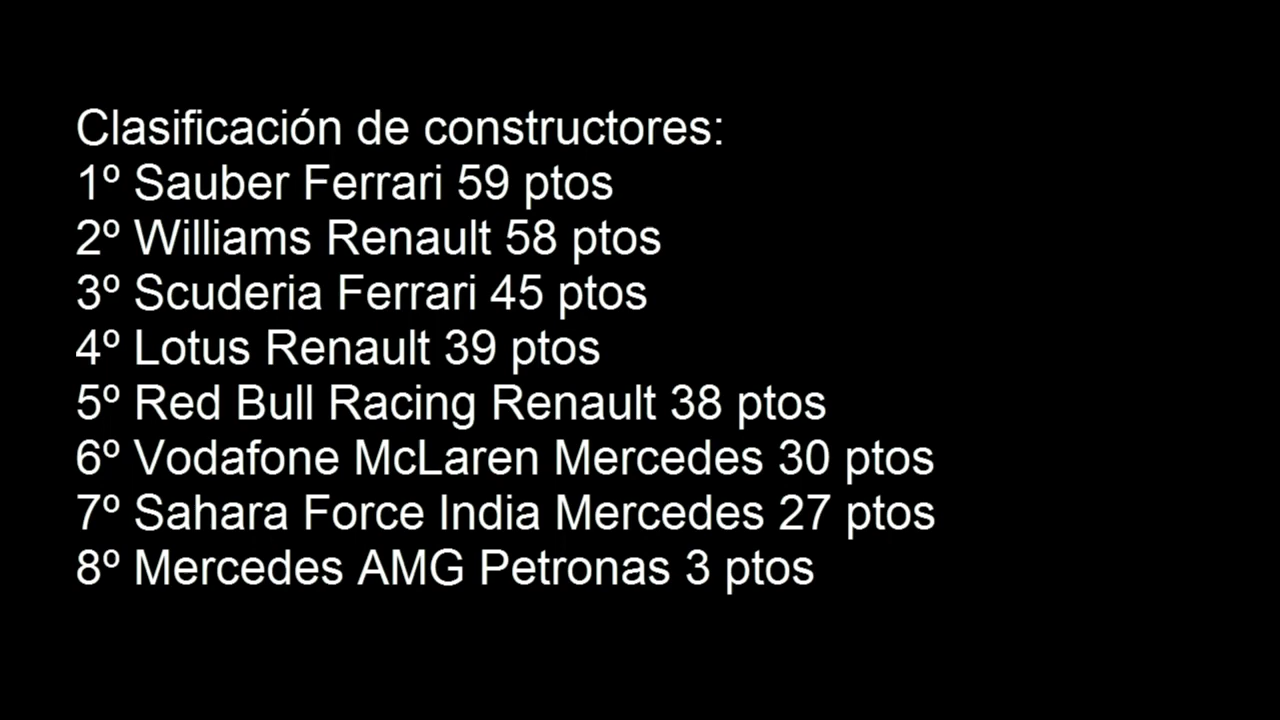 Clasificación de constructores:
1º Sauber Ferrari 59 ptos
2º Williams Renault 58 ptos
3º Scuderia Ferrari 45 ptos
4º Lotus Renault 39 ptos
5º Red Bull Racing Renault 38 ptos
6º Vodafone McLaren Mercedes 30 ptos
7º Sahara Force India Mercedes 27 ptos
8º Mercedes AMG Petronas 3 ptos